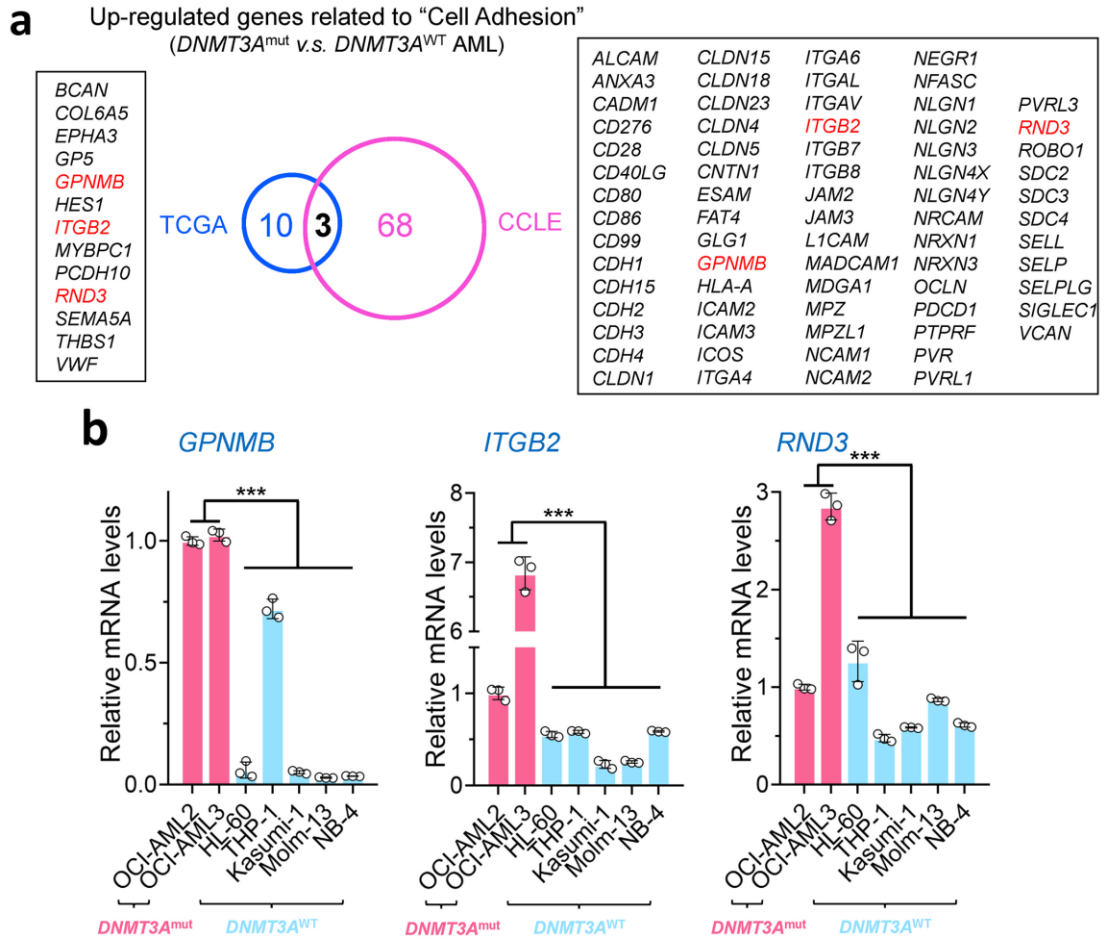 a
Up-regulated genes related to “Cell Adhesion”
(DNMT3Amut v.s. DNMT3AWT AML)
BCAN
COL6A5
EPHA3
GP5
GPNMB
HES1
ITGB2
MYBPC1
PCDH10
RND3
SEMA5A
THBS1
VWF
TCGA 10 3 68 CCLE
ALCAM
ANXA3
CADM1
CD276
CD28
CD40LG
CD80
CD86
CD99
CDH1
CDH15
CDH2
CDH3
CDH4
CLDN1
CLDN15
CLDN18
CLDN23
CLDN4
CLDN5
CNTN1
ESAM
FAT4
GLG1
GPNMB
HLA-A
ICAM2
ICAM3
ICOS
ITGA4
ITGA6
ITGAL
ITGAV
ITGB2
ITGB7
ITGB8
JAM2
JAM3
L1CAM
MADCAM1
MDGA1
MPZ
MPZL1
NCAM1
NCAM2
NEGR1
NFASC
NLGN1
NLGN2
NLGN3
NLGN4X
NLGN4Y
NRCAM
NRXN1
NRXN3
OCLN
PDCD1
PTPRF
PVR
PVRL1
PVRL3
RND3
ROBO1
SDC2
SDC3
SDC4
SELL
SELP
SELPLG
SIGLEC1
VCAN
b
GPNMB
Relative mRNA levels
1.0
0.5
0.0
***
OCI-AML2
OCI-AML3
HL-60
THP-1
Kasumi-1
Molm-13
NB-4
DNMT3Amut DNMT3AWT
ITGB2
Relative mRNA levels
8
7
6
1
0
***
OCI-AML2
OCI-AML3
HL-60
THP-1
Kasumi-1
Molm-13
NB-4
DNMT3Amut DNMT3AWT
RND3
Relative mRNA levels
3
2
1
0
***
OCI-AML2
OCI-AML3
HL-60
THP-1
Kasumi-1
Molm-13
NB-4
DNMT3Amut DNMT3AWT